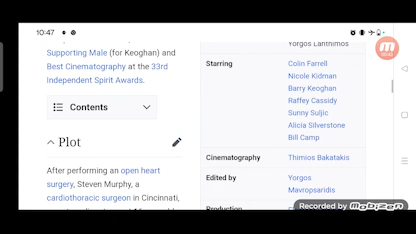 10:47
Supporting Male (for Keoghan) and
Best Cinematography at the 33rd
Independent Spirit Awards.
Contents
Plot
After performing an open heart
surgery, Steven Murphy, a
cardiothoracic surgeon in Cincinnati,
Yorgos Lanthimos
Starring
Colin Farrell
Nicole Kidman
Barry Keoghan
Raffey Cassidy
Sunny Suljic
Alicia Silverstone
Bill Camp
Cinematography
Thimios Bakatakis
Edited by
Yorgos
Mavropsaridis
Production
Recorded by
Mobizen